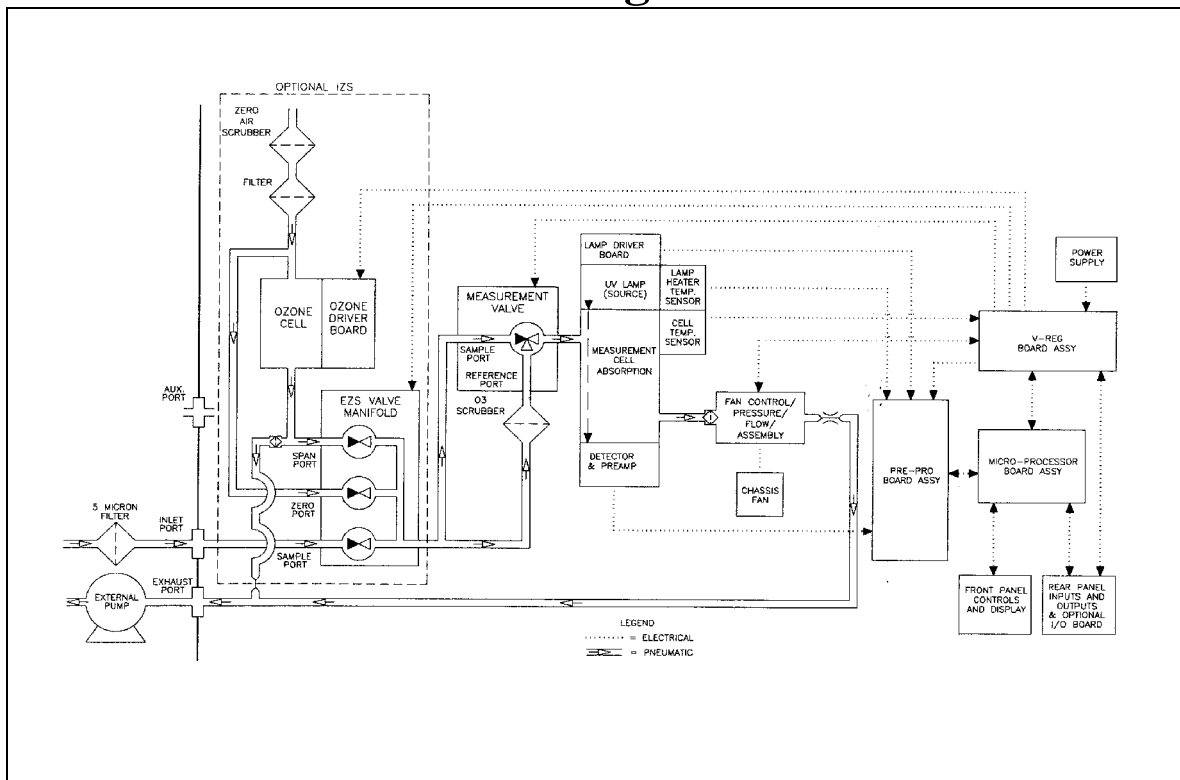 g
OPTIONAL IZS
ZERO
AIR
SCRUBBER
FILTER
OZONE
CELL
OZONE
DRIVER
BOARD
AUX.
PORT
EZS VALVE
MANIFOLD
SPAN
PORT
ZERO
PORT
SAMPLE
PORT
5 MICRON
FILTER
INLET
PORT
EXHAUST
PORT
EXTERNAL
PUMP
MEASUREMENT
VALVE
SAMPLE
PORT
REFERENCE
PORT
O3
SCRUBBER
LAMP DRIVER
BOARD
UV LAMP
(SOURCE)
LAMP
HEATER
TEMP.
SENSOR
CELL
TEMP.
SENSOR
MEASUREMENT
CELL
ABSORPTION
DETECTOR
& PREAMP
FAN CONTROL/
PRESSURE/
FLOW/
ASSEMBLY
CHASSIS
FAN
POWER
SUPPLY
V-REG
BOARD ASSY
PRE-PRO
BOARD ASSY
MICRO-PROCESSOR
BOARD ASSY
FRONT PANEL
CONTROLS
AND DISPLAY
REAR PANEL
INPUTS AND
OUTPUTS
& OPTIONAL
I/O BOARD
LEGEND
= ELECTRICAL
= PNEUMATIC